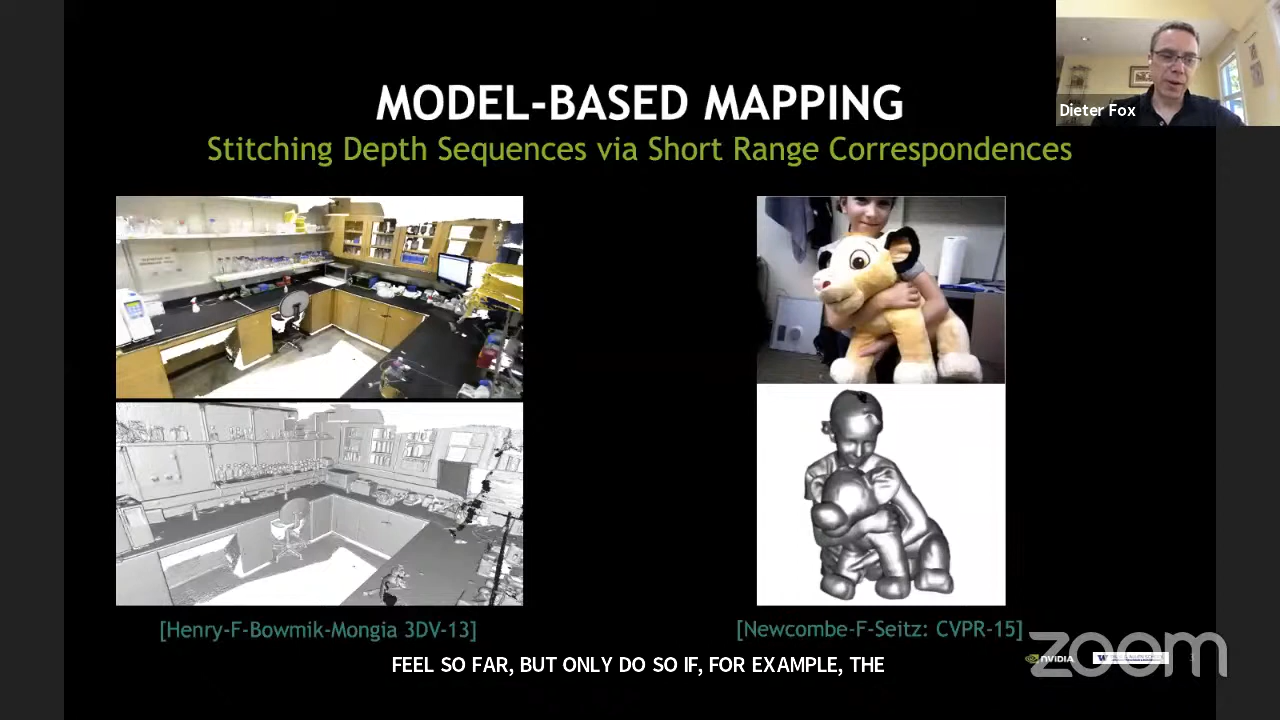 MODEL-BASED MAPPING
Stitching Depth Sequences via Short Range Correspondences
Dieter Fox
[Henry-F-Bowmik-Mongia 3DV-13]
[Newcombe-F-Seitz: CVPR-15]
FEEL SO FAR, BUT ONLY DO SO IF, FOR EXAMPLE, THE
NVIDIA
zoom